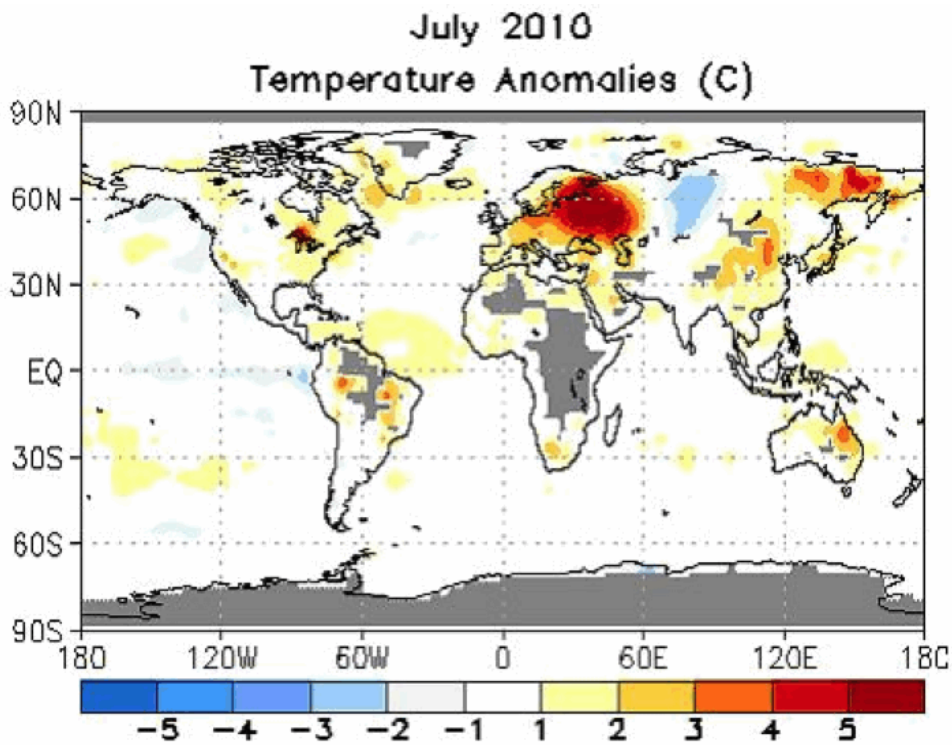 July 2010
Temperature Anomalies (C)
90N
60N
30N
EQ
30S
60S
90S
180 120W 60W 0 60E 120E 180
-5 -4 -3 -2 -1 1 2 3 4 5